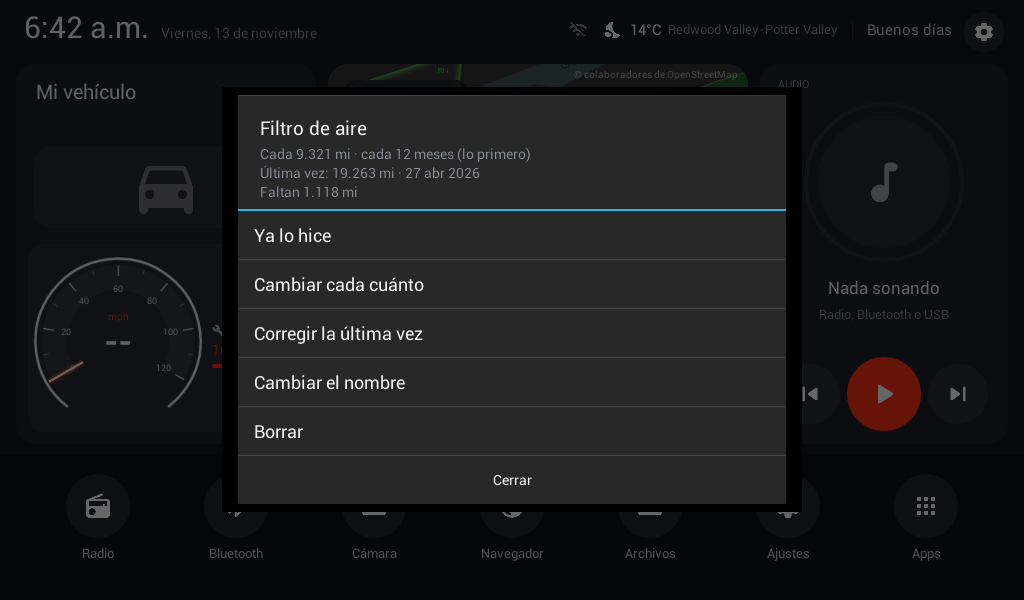 6:42 a.m.
Viernes, 13 de noviembre
14°C
Redwood Valley-Potter Valley
Buenos días
Mi vehículo
© colaboradores de OpenStreetMap
AUDIO
Filtro de aire
Cada 9.321 mi · cada 12 meses (lo primero)
Última vez: 19.263 mi · 27 abr 2026
Faltan 1.118 mi
Ya lo hice
Cambiar cada cuánto
Corregir la última vez
Cambiar el nombre
Borrar
Cerrar
20
40
60
80
100
120
mph
--
Nada sonando
Radio, Bluetooth o USB
Radio
Bluetooth
Cámara
Navegador
Archivos
Ajustes
Apps